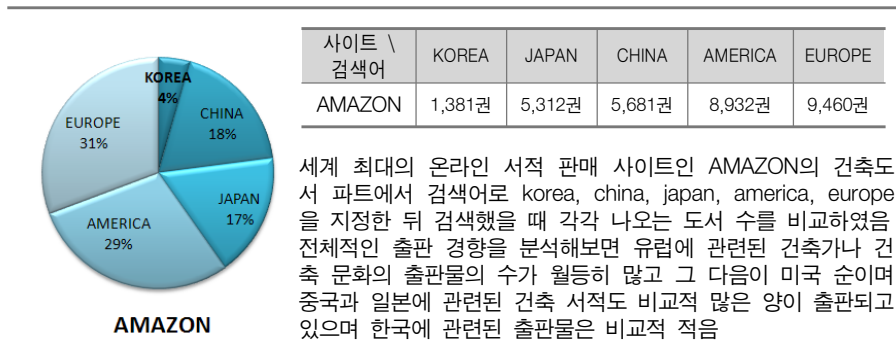 KOREA
4%
CHINA
18%
JAPAN
17%
AMERICA
29%
EUROPE
31%
AMAZON
사이트 \ 검색어 KOREA JAPAN CHINA AMERICA EUROPE
AMAZON 1,381권 5,312권 5,681권 8,932권 9,460권
세계 최대의 온라인 서적 판매 사이트인 AMAZON의 건축도
서 파트에서 검색어로 korea, china, japan, america, europe
을 지정한 뒤 검색했을 때 각각 나오는 도서 수를 비교하였음
전체적인 출판 경향을 분석해보면 유럽에 관련된 건축가나 건
축 문화의 출판물의 수가 월등히 많고 그 다음이 미국 순이며
중국과 일본에 관련된 건축 서적도 비교적 많은 양이 출판되고
있으며 한국에 관련된 출판물은 비교적 적음